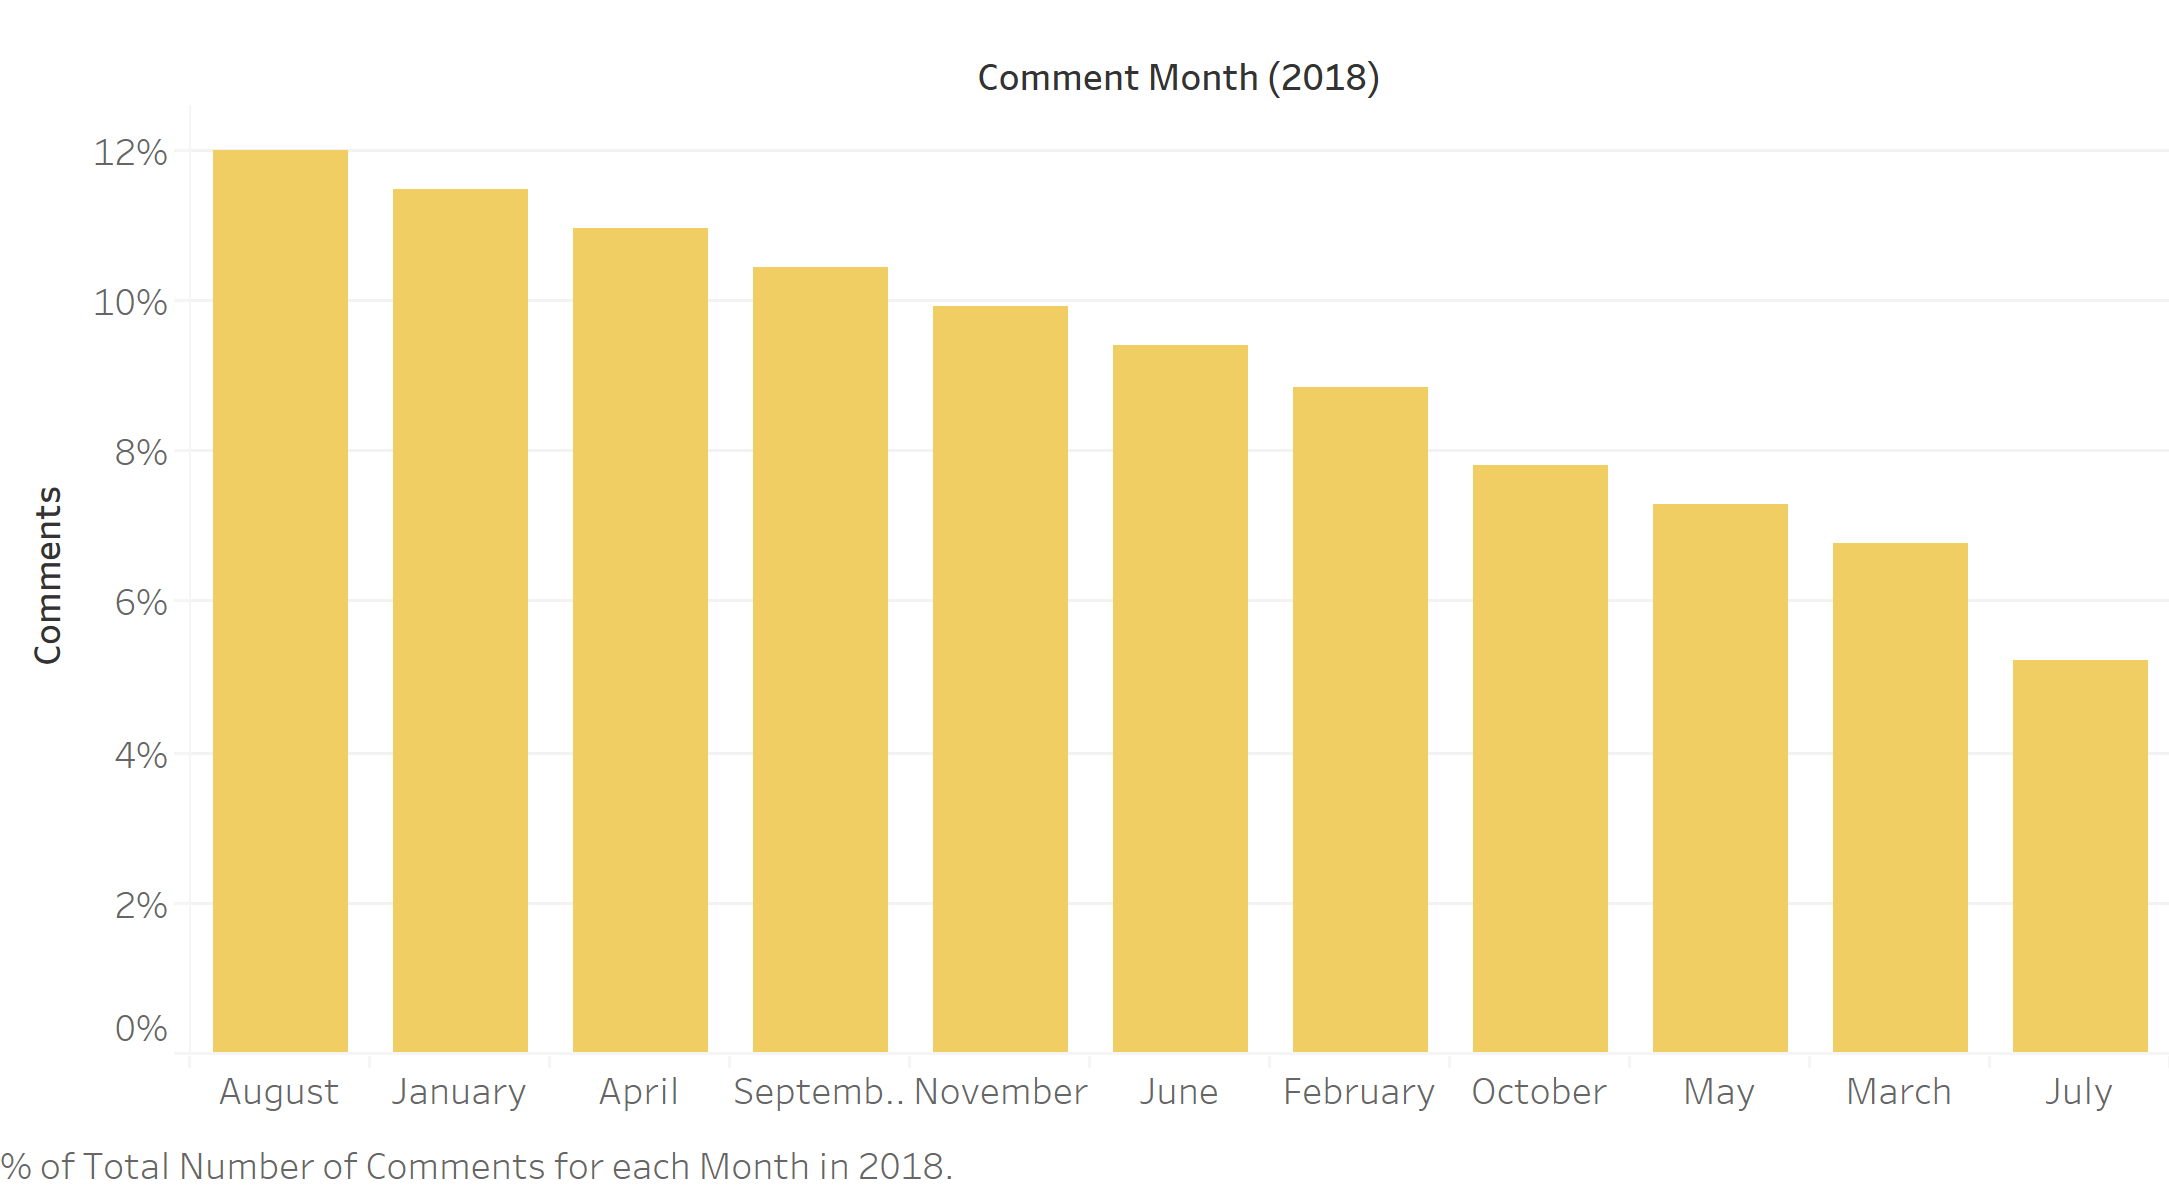 Comment Month (2018)
12%
10%
8%
6%
4%
2%
0%
Comments
August January April Septemb.. November June February October May March July
% of Total Number of Comments for each Month in 2018.